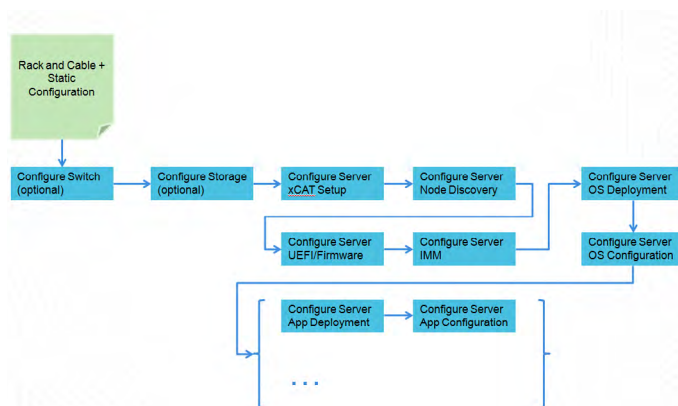 Rack and Cable +
Static
Configuration
Configure Switch
(optional)
Configure Storage
(optional)
Configure Server
xCAT Setup
Configure Server
Node Discovery
Configure Server
OS Deployment
Configure Server
UEFI/Firmware
Configure Server
IMM
Configure Server
OS Configuration
Configure Server
App Deployment
Configure Server
App Configuration
...